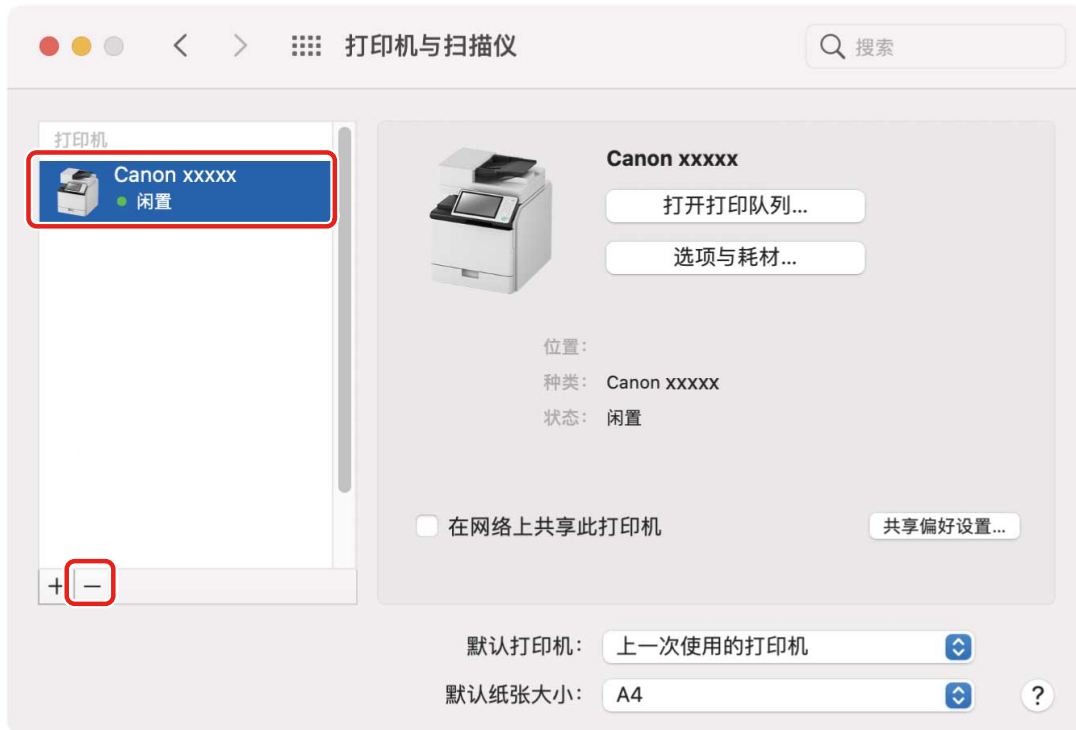 打印机与扫描仪
搜索
打印机
Canon xxxxx
闲置
Canon xxxxx
打开打印队列...
选项与耗材...
位置:
种类: Canon xxxxx
状态: 闲置
在网络上共享此打印机 共享偏好设置...
+ −
默认打印机: 上一次使用的打印机
默认纸张大小: A4
?